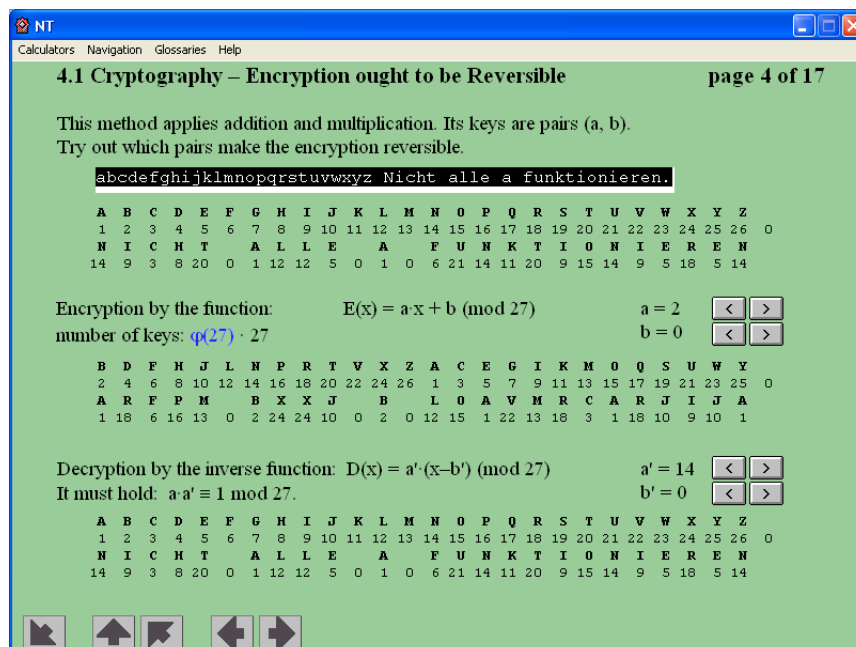 NT
Calculators Navigation Glossaries Help
4.1 Cryptography – Encryption ought to be Reversible page 4 of 17
This method applies addition and multiplication. Its keys are pairs (a, b).
Try out which pairs make the encryption reversible.
abcdefghijklmnopqrstuvwxyz Nicht alle a funktionieren.
A B C D E F G H I J K L M N O P Q R S T U V W X Y Z
1 2 3 4 5 6 7 8 9 10 11 12 13 14 15 16 17 18 19 20 21 22 23 24 25 26 0
N I C H T A L L E A F U N K T I O N I E R E N
14 9 3 8 20 0 1 12 12 5 0 1 0 6 21 14 11 20 9 15 14 9 5 18 5 14
Encryption by the function: E(x) = a·x + b (mod 27) a = 2 < >
number of keys: φ(27) · 27 b = 0 < >
B D F H J L N P R T V X Z A C E G I K M O Q S U W Y
2 4 6 8 10 12 14 16 18 20 22 24 26 1 3 5 7 9 11 13 15 17 19 21 23 25 0
A R F P M B X X J B L O A V M R C A R J I J A
1 18 6 16 13 0 2 24 24 10 0 2 0 12 15 1 22 13 18 3 1 18 10 9 10 1
Decryption by the inverse function: D(x) = a'·(x–b') (mod 27) a' = 14 < >
It must hold: a·a' ≡ 1 mod 27. b' = 0 < >
A B C D E F G H I J K L M N O P Q R S T U V W X Y Z
1 2 3 4 5 6 7 8 9 10 11 12 13 14 15 16 17 18 19 20 21 22 23 24 25 26 0
N I C H T A L L E A F U N K T I O N I E R E N
14 9 3 8 20 0 1 12 12 5 0 1 0 6 21 14 11 20 9 15 14 9 5 18 5 14